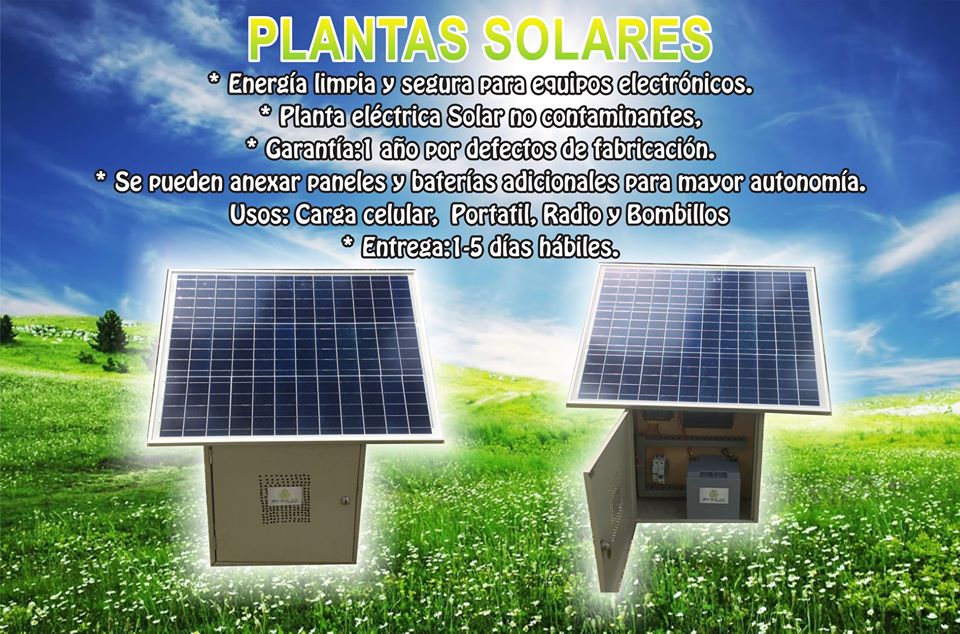 PLANTAS SOLARES
* Energía limpia y segura para equipos electrónicos.
* Planta eléctrica Solar no contaminantes,
* Garantía:1 año por defectos de fabricación.
* Se pueden anexar paneles y baterías adicionales para mayor autonomía.
Usos: Carga celular, Portatil, Radio y Bombillos
* Entrega:1-5 días hábiles.